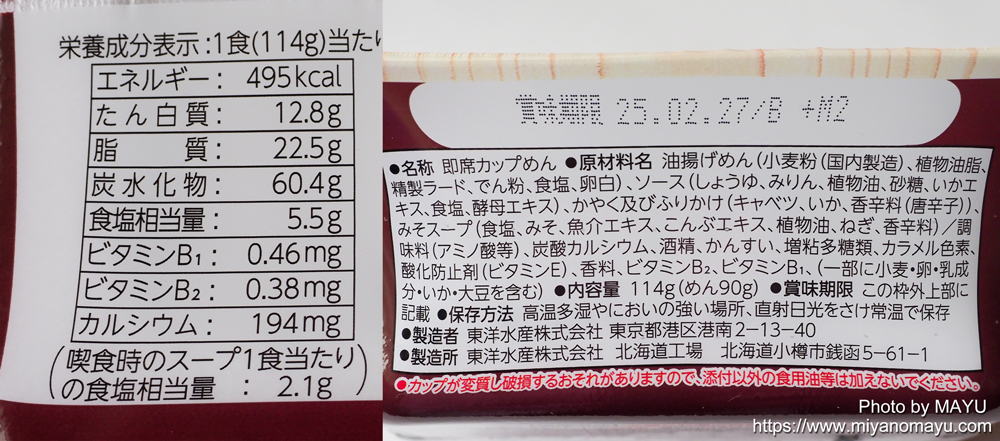 栄養成分表示:1食(114g)当たり
エネルギー: 495kcal
たん白質: 12.8g
脂質: 22.5g
炭水化物: 60.4g
食塩相当量: 5.5g
ビタミンB₁: 0.46mg
ビタミンB₂: 0.38mg
カルシウム: 194mg
(喫食時のスープ1食当たり
の食塩相当量 : 2.1g)
賞味期限 25.02.27/B +M2
●名称 即席カップめん ●原材料名 油揚げめん(小麦粉(国内製造)、植物油脂、
精製ラード、でん粉、食塩、卵白)、ソース(しょうゆ、みりん、植物油、砂糖、いかエ
キス、食塩、酵母エキス)、かやく及びふりかけ(キャベツ、いか、香辛料(唐辛子))、
みそスープ(食塩、みそ、魚介エキス、こんぶエキス、植物油、ねぎ、香辛料)/調
味料(アミノ酸等)、炭酸カルシウム、酒精、かんすい、増粘多糖類、カラメル色素、
酸化防止剤(ビタミンE)、香料、ビタミンB₂、ビタミンB₁、(一部に小麦・卵・乳成
分・いか・大豆を含む) ●内容量 114g(めん90g) ●賞味期限 この枠外上部に
記載 ●保存方法 高温多湿やにおいの強い場所、直射日光をさけ常温で保存
●製造者 東洋水産株式会社 東京都港区港南2-13-40
●製造所 東洋水産株式会社 北海道工場 北海道小樽市銭函5-61-1
●カップが変質し破損するおそれがありますので、添付以外の食用油等は加えないでください。
Photo by MAYU
https://www.miyanomayu.com